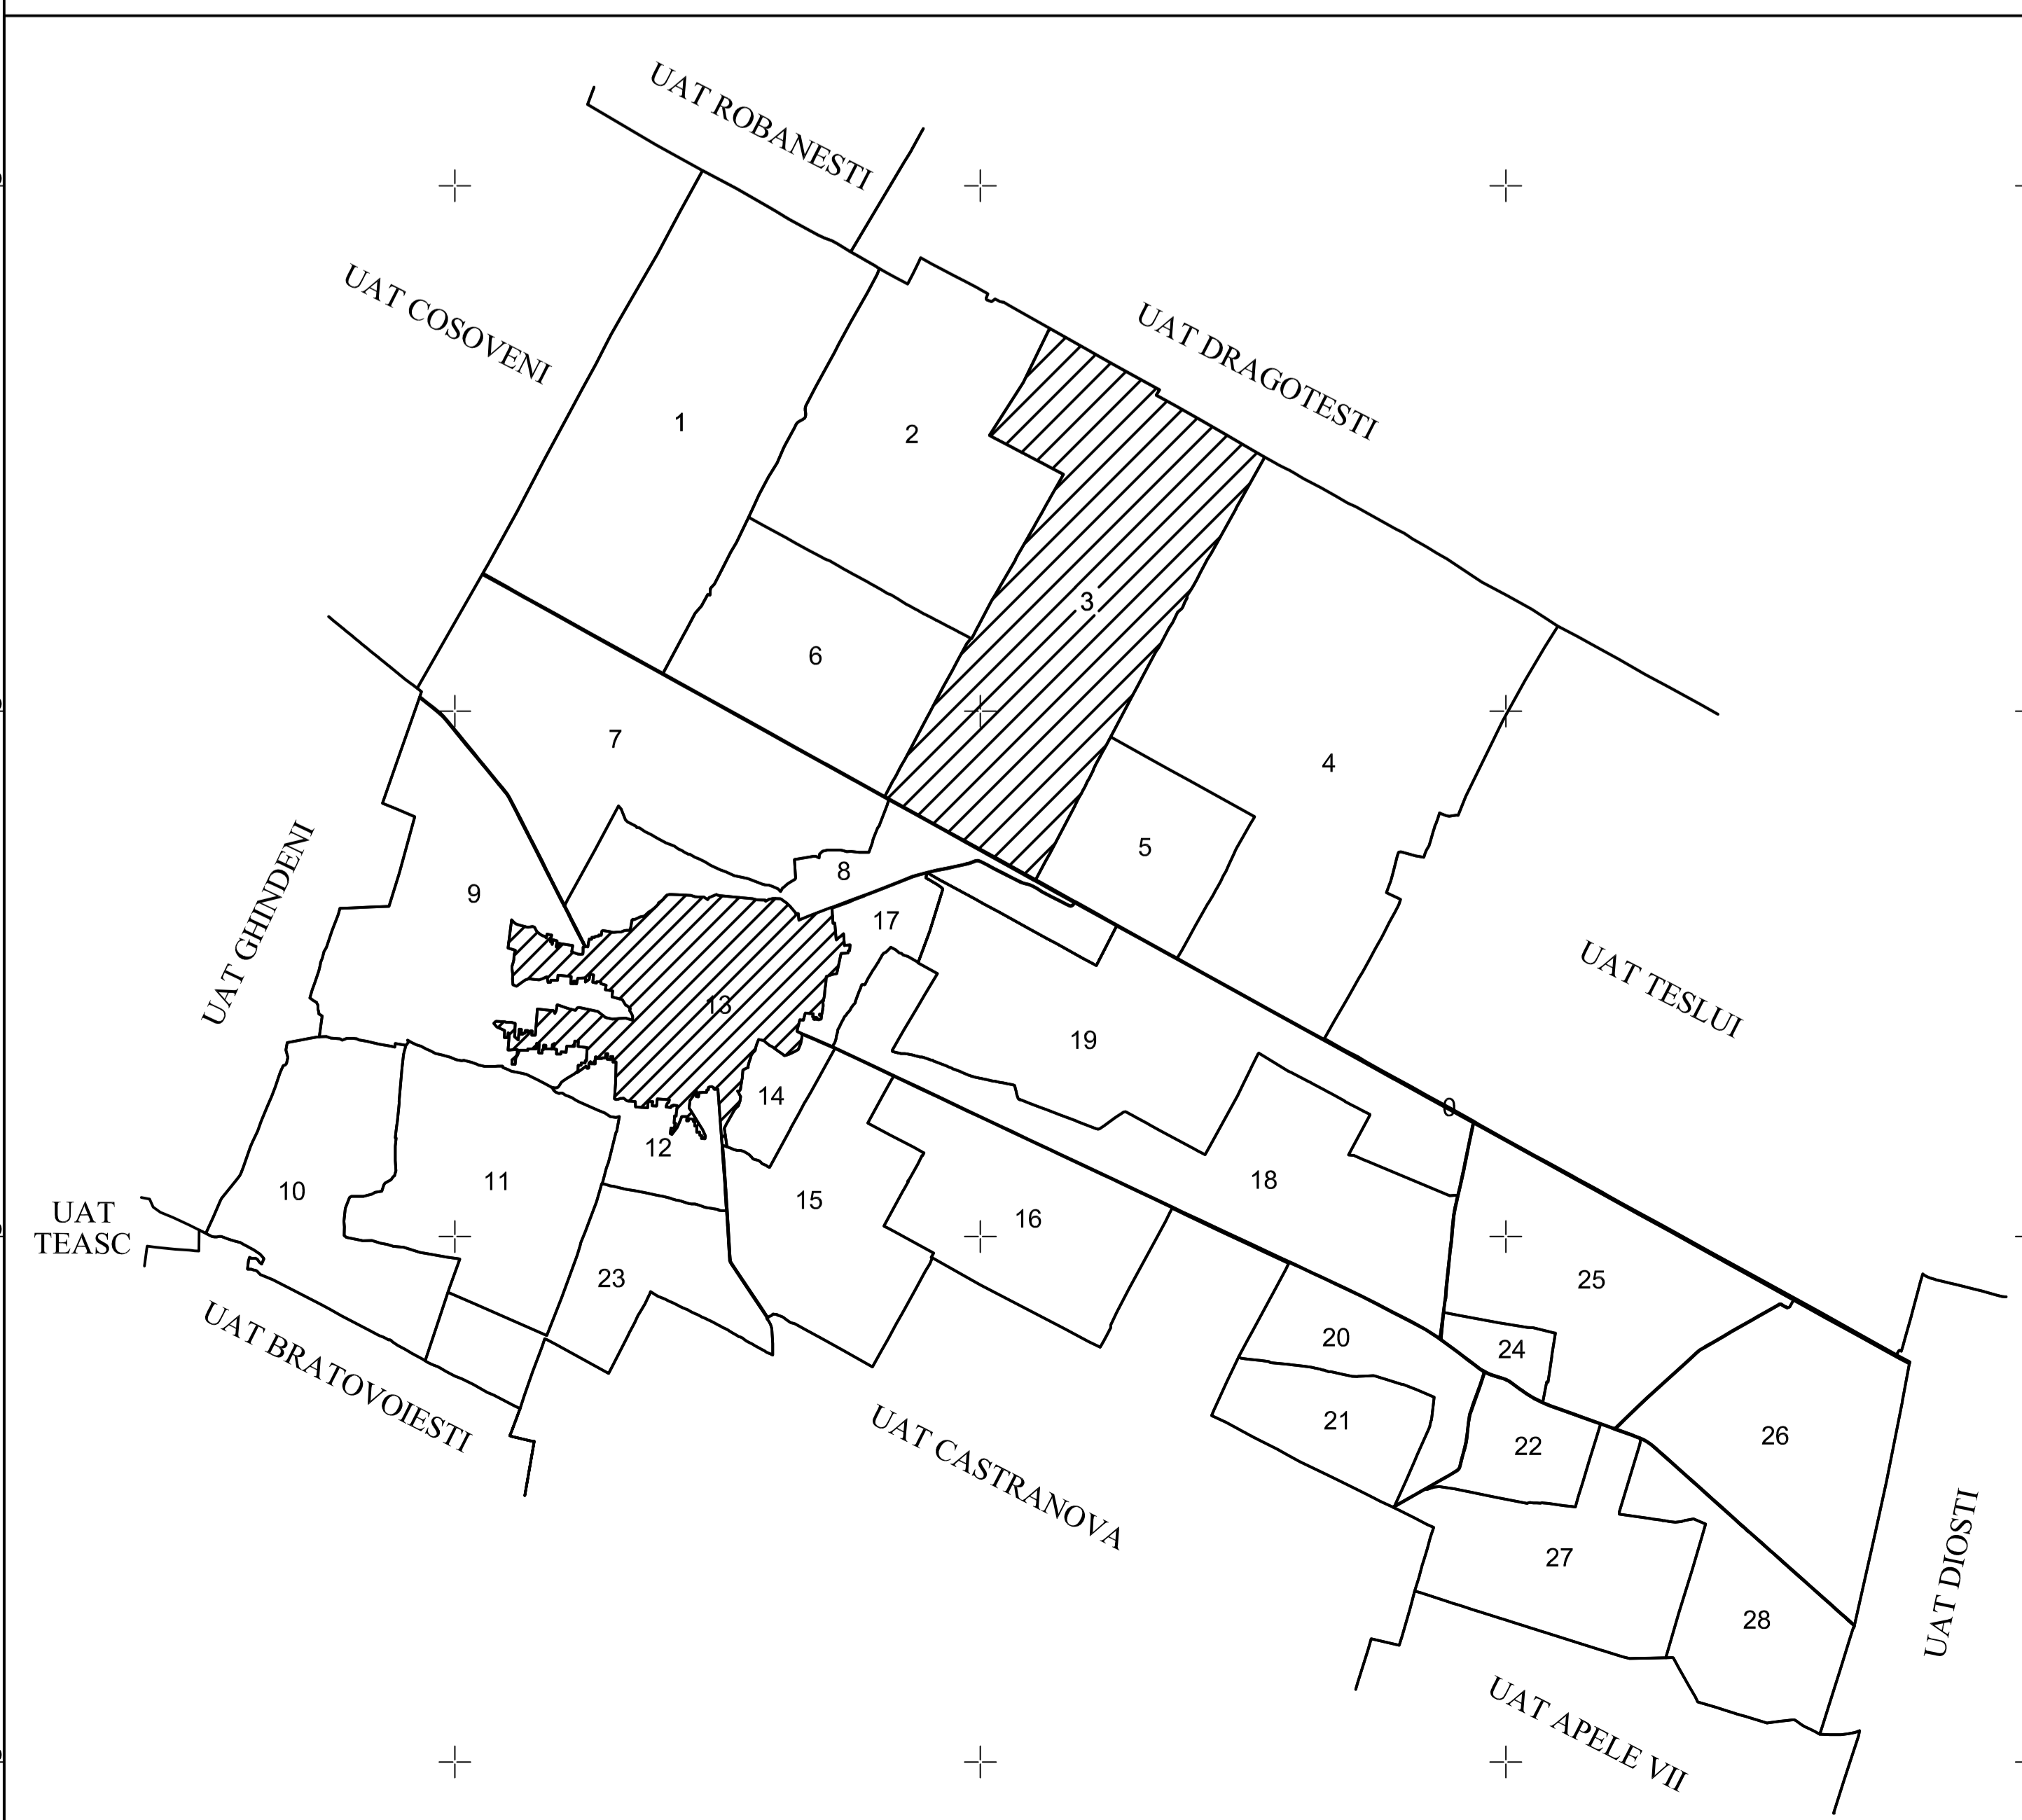 UAT ROBANESTI
UAT COSOVENI
UAT DRAGOTESTI
1
2
3
6
7
4
5
8
9
17
UAT GHINDENI
UAT TESLUI
13
19
14
0
12
10
11
15
18
16
UAT
TEASC
23
25
UAT BRATOVOIESTI
20
24
21
22
26
UAT CASTRANOVA
27
28
UAT DIOSTI
UAT APELE VII